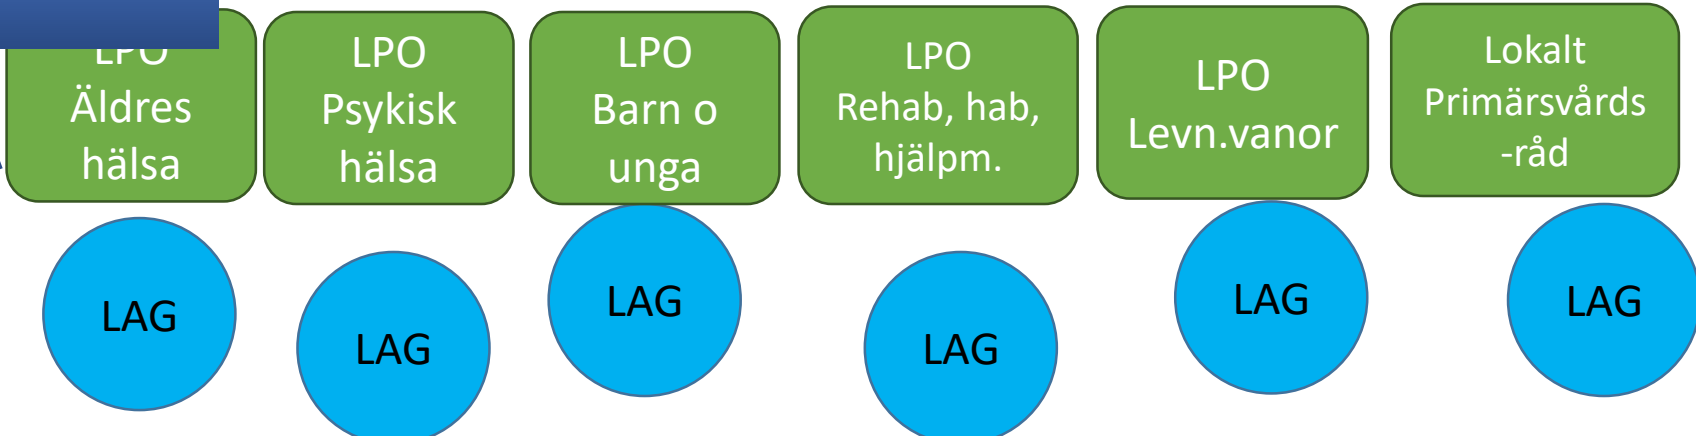 LPO
Äldres
hälsa
LPO
Psykisk
hälsa
LPO
Barn o
unga
LPO
Rehab, hab,
hjälpm.
LPO
Levn.vanor
Lokalt
Primärsvårds
-råd
LAG
LAG
LAG
LAG
LAG
LAG